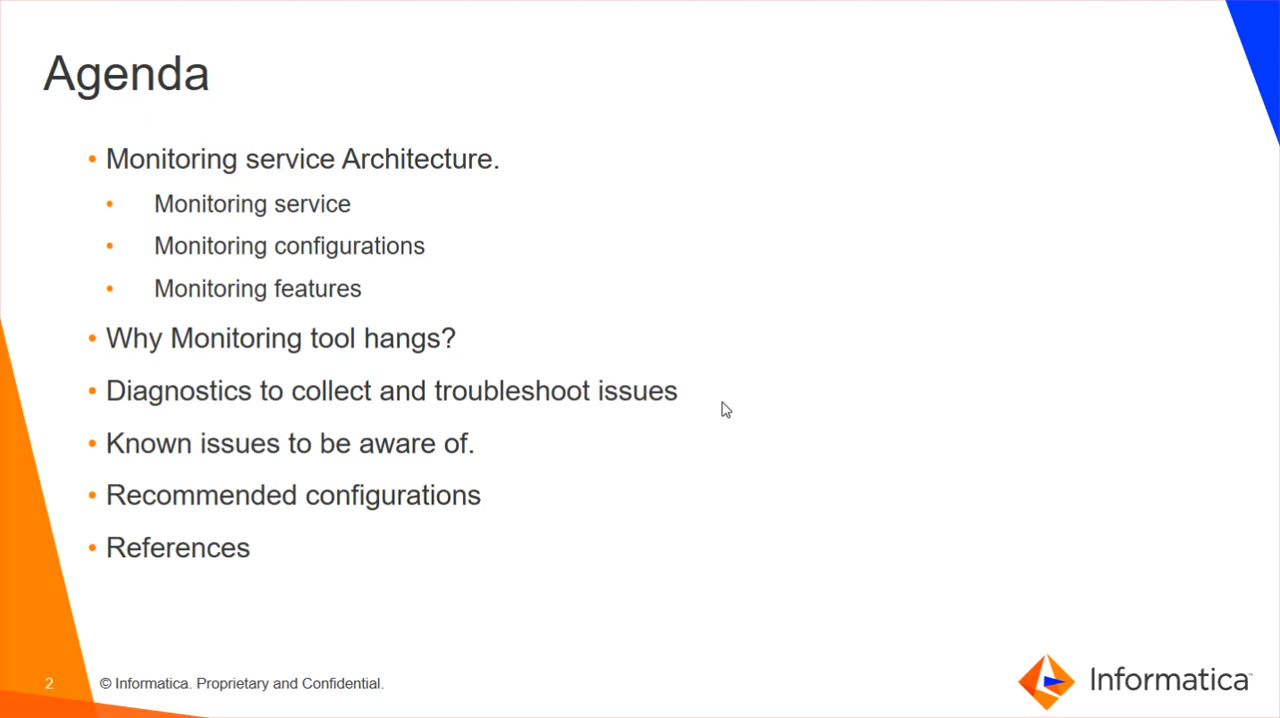 Agenda
• Monitoring service Architecture.
• Monitoring service
• Monitoring configurations
• Monitoring features
• Why Monitoring tool hangs?
• Diagnostics to collect and troubleshoot issues
• Known issues to be aware of.
• Recommended configurations
• References
2 © Informatica. Proprietary and Confidential.
Informatica™